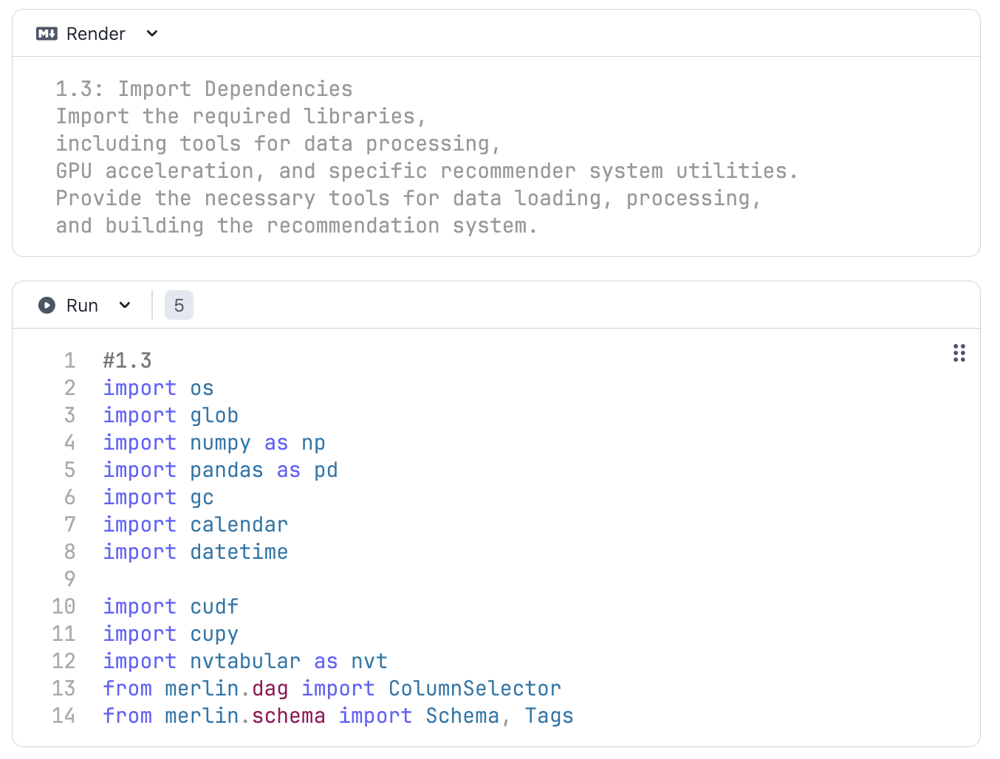 Render
1.3: Import Dependencies
Import the required libraries,
including tools for data processing,
GPU acceleration, and specific recommender system utilities.
Provide the necessary tools for data loading, processing,
and building the recommendation system.
Run 5
1 #1.3
2 import os
3 import glob
4 import numpy as np
5 import pandas as pd
6 import gc
7 import calendar
8 import datetime
9
10 import cudf
11 import cupy
12 import nvtabular as nvt
13 from merlin.dag import ColumnSelector
14 from merlin.schema import Schema, Tags